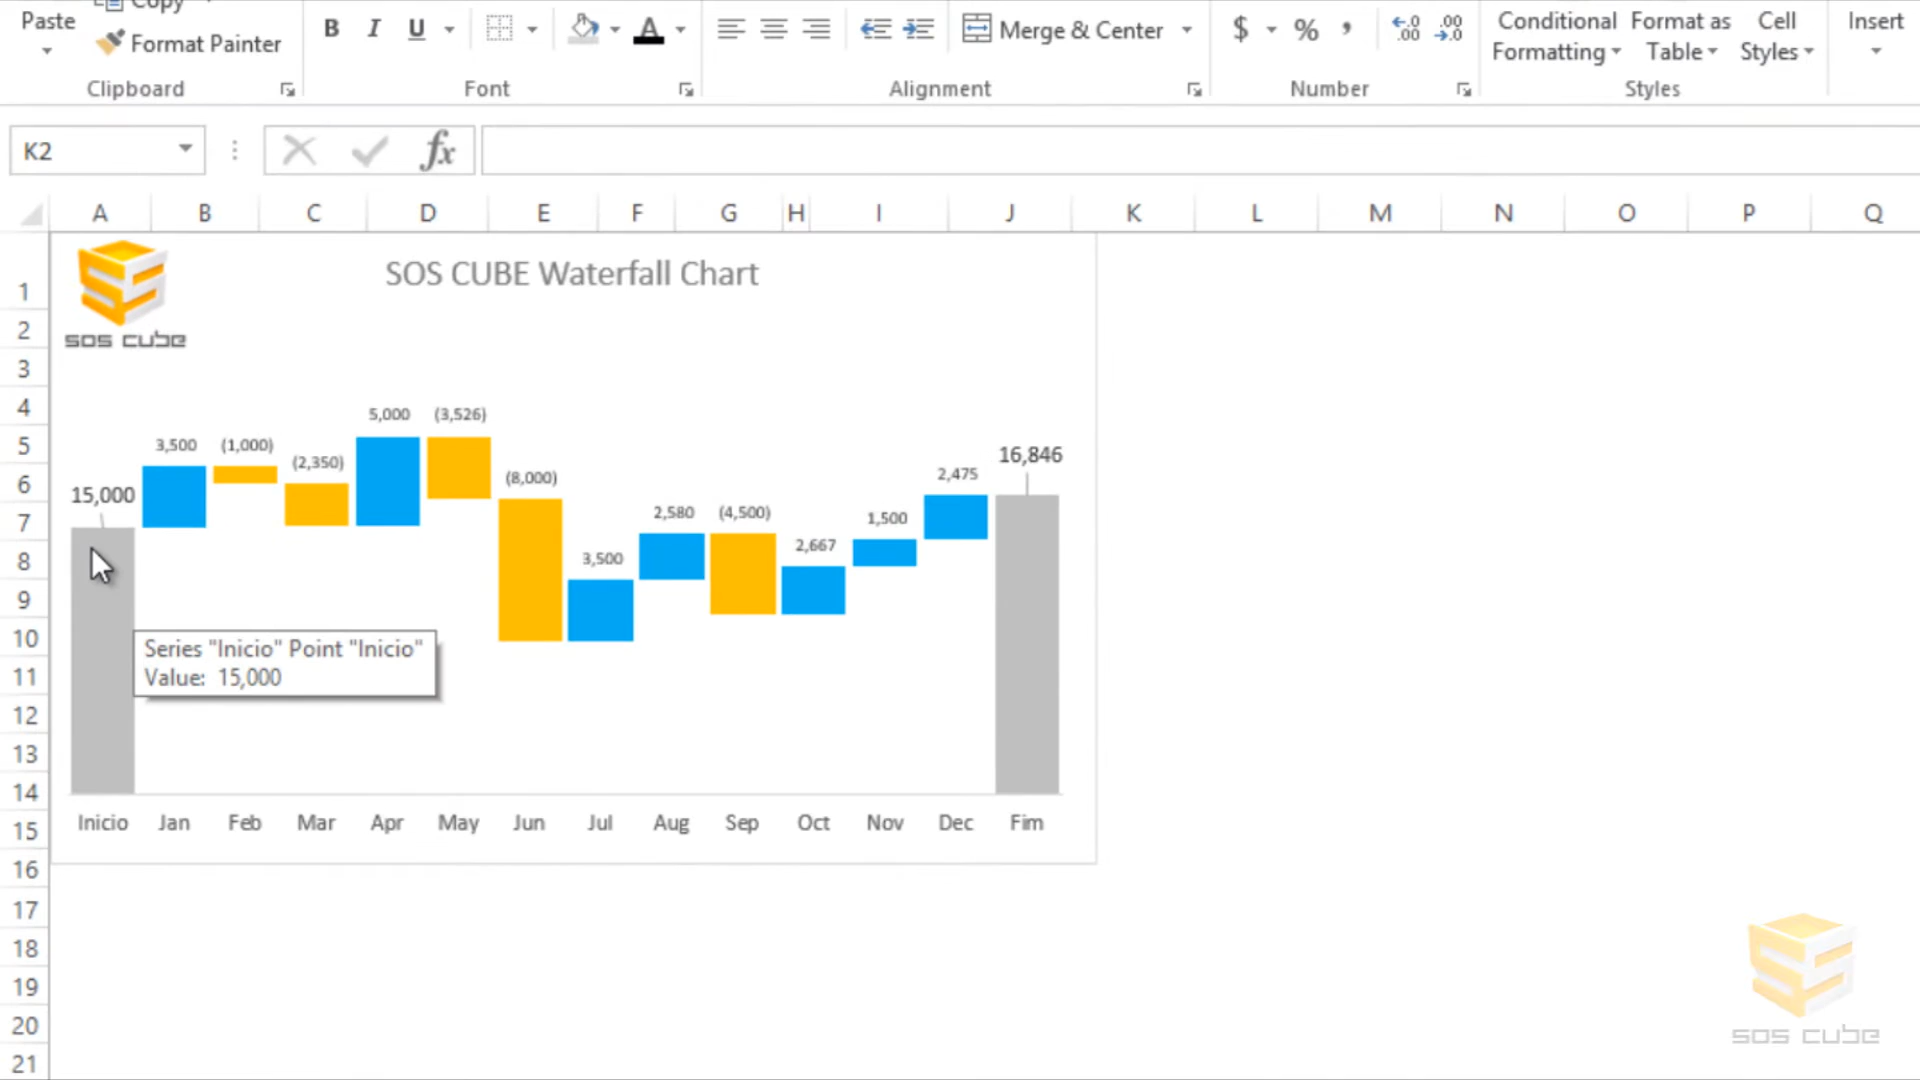 Paste
Copy
Format Painter
B I U
A
Merge & Center
$ % ,
Conditional Formatting
Format as Table
Cell Styles
Insert
Clipboard
Font
Alignment
Number
Styles
K2
fx
A B C D E F G H I J K L M N O P Q
1
2
3
4
5
6
7
8
9
10
11
12
13
14
15
16
17
18
19
20
21
sos cube
SOS CUBE Waterfall Chart
15,000
3,500
(1,000)
(2,350)
5,000
(3,526)
(8,000)
3,500
2,580
(4,500)
2,667
1,500
2,475
16,846
Series "Inicio" Point "Inicio"
Value: 15,000
Inicio Jan Feb Mar Apr May Jun Jul Aug Sep Oct Nov Dec Fim
sos cube